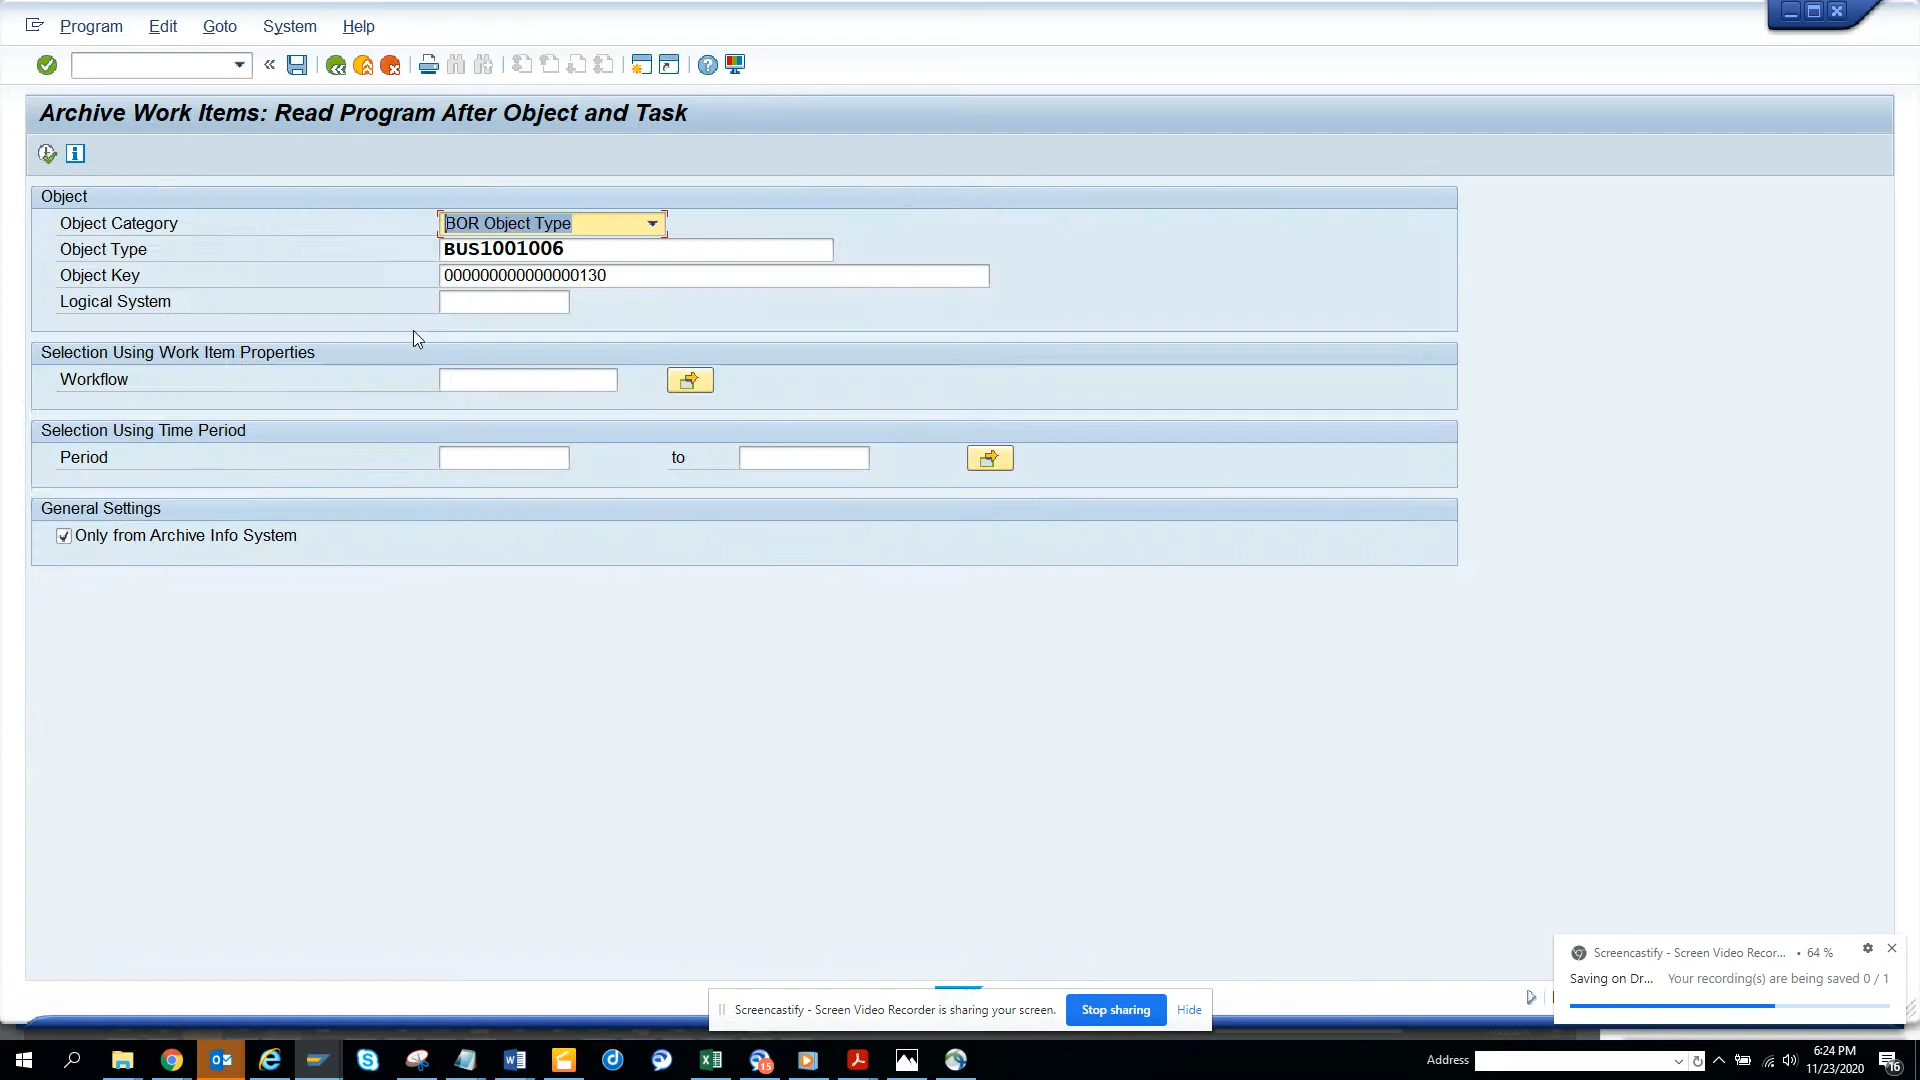 Program Edit Goto System Help
Archive Work Items: Read Program After Object and Task
Object
Object Category BOR Object Type
Object Type BUS1001006
Object Key 000000000000000130
Logical System
Selection Using Work Item Properties
Workflow
Selection Using Time Period
Period to
General Settings
Only from Archive Info System
Screencastify - Screen Video Recor... • 64 %
Saving on Dr... Your recording(s) are being saved 0 / 1
Screencastify - Screen Video Recorder is sharing your screen. Stop sharing Hide
15
Address
6:24 PM
11/23/2020
16